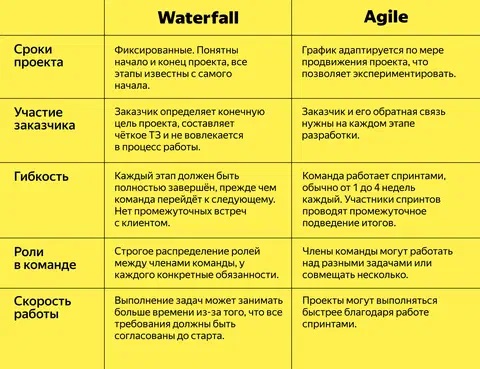 Waterfall
Agile
Сроки
проекта
Фиксированные. Понятны
начало и конец проекта, все
этапы известны с самого
начала.
График адаптируется по мере
продвижения проекта, что
позволяет экспериментировать.
Участие
заказчика
Заказчик определяет конечную
цель проекта, составляет
чёткое ТЗ и не вовлекается
в процесс работы.
Заказчик и его обратная связь
нужны на каждом этапе
разработки.
Гибкость
Каждый этап должен быть
полностью завершён, прежде чем
команда перейдёт к следующему.
Нет промежуточных встреч
с клиентом.
Команда работает спринтами,
обычно от 1 до 4 недель
каждый. Участники спринтов
проводят промежуточное
подведение итогов.
Роли
в команде
Строгое распределение ролей
между членами команды, у
каждого конкретные обязанности.
Члены команды могут работать
над разными задачами или
совмещать несколько.
Скорость
работы
Выполнение задач может занимать
больше времени из-за того, что все
требования должны быть
согласованы до старта.
Проекты могут выполняться
быстрее благодаря работе
спринтами.